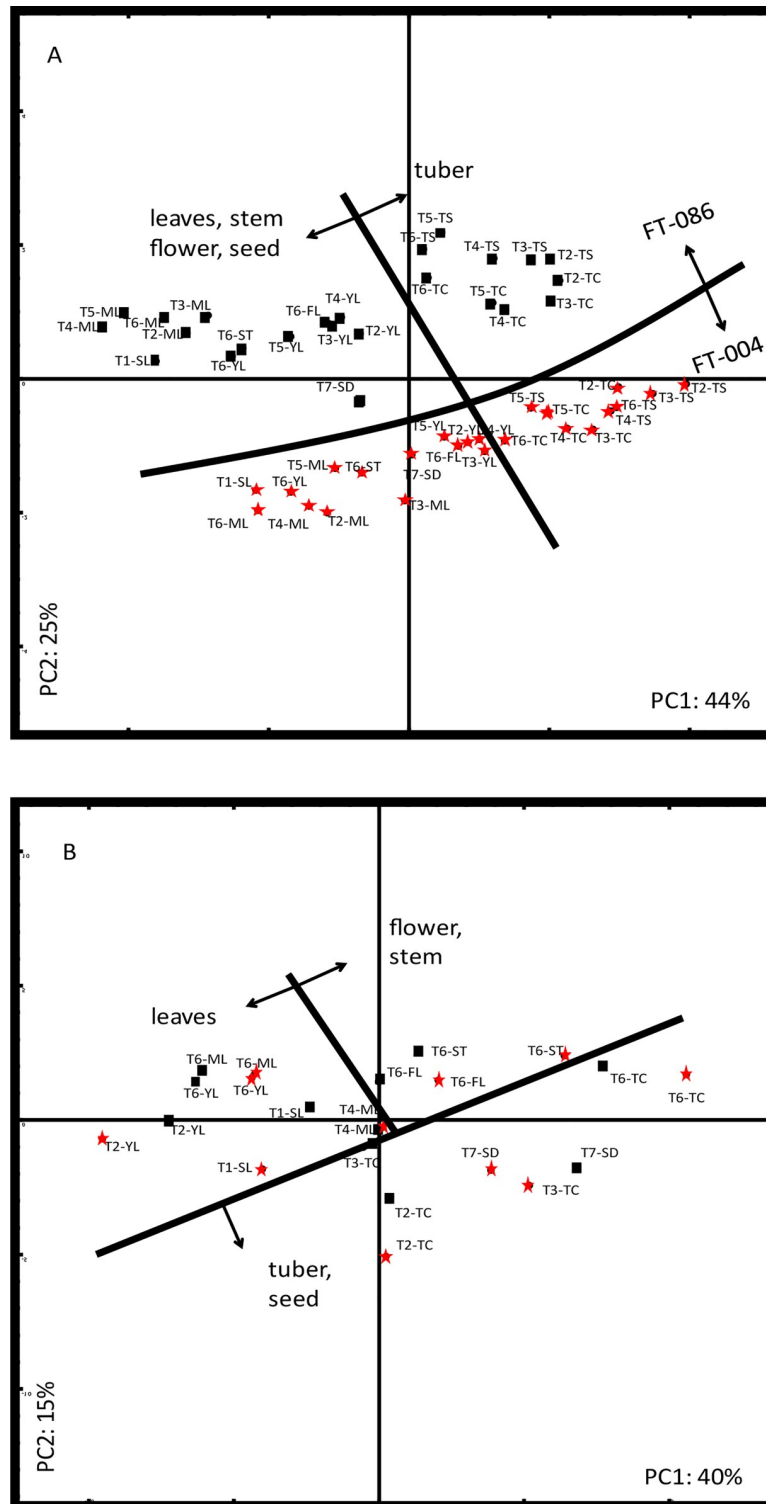 A
tuber
leaves, stem
flower, seed
FT-086
FT-004
T5-TS
T6-TS
T4-TS
T3-TS
T2-TS
T6-TC
T2-TC
T5-TC
T3-TC
T4-TC
T5-ML
T4-ML
T6-ML
T3-ML
T2-ML
T6-FL
T4-YL
T3-YL
T2-YL
T6-ST
T5-YL
T1-SL
T6-YL
T7-SD
T2-TC
T2-TS
T3-TS
T5-TS
T6-TS
T5-TC
T4-TS
T5-YL
T2-YL
T4-YL
T6-TC
T4-TC
T3-TC
T6-FL
T3-YL
T5-ML
T6-ST
T7-SD
T1-SL
T6-YL
T3-ML
T6-ML
T4-ML
T2-ML
PC2: 25%
PC1: 44%
B
flower,
stem
leaves
T6-ML
T6-ML
T6-YL
T6-YL
T6-ST
T6-ST
T6-FL
T6-FL
T6-TC
T6-TC
T1-SL
T4-ML
T2-YL
T2-YL
T4-ML
T3-TC
T1-SL
T7-SD
T7-SD
T3-TC
T2-TC
T2-TC
tuber,
seed
PC2: 15%
PC1: 40%